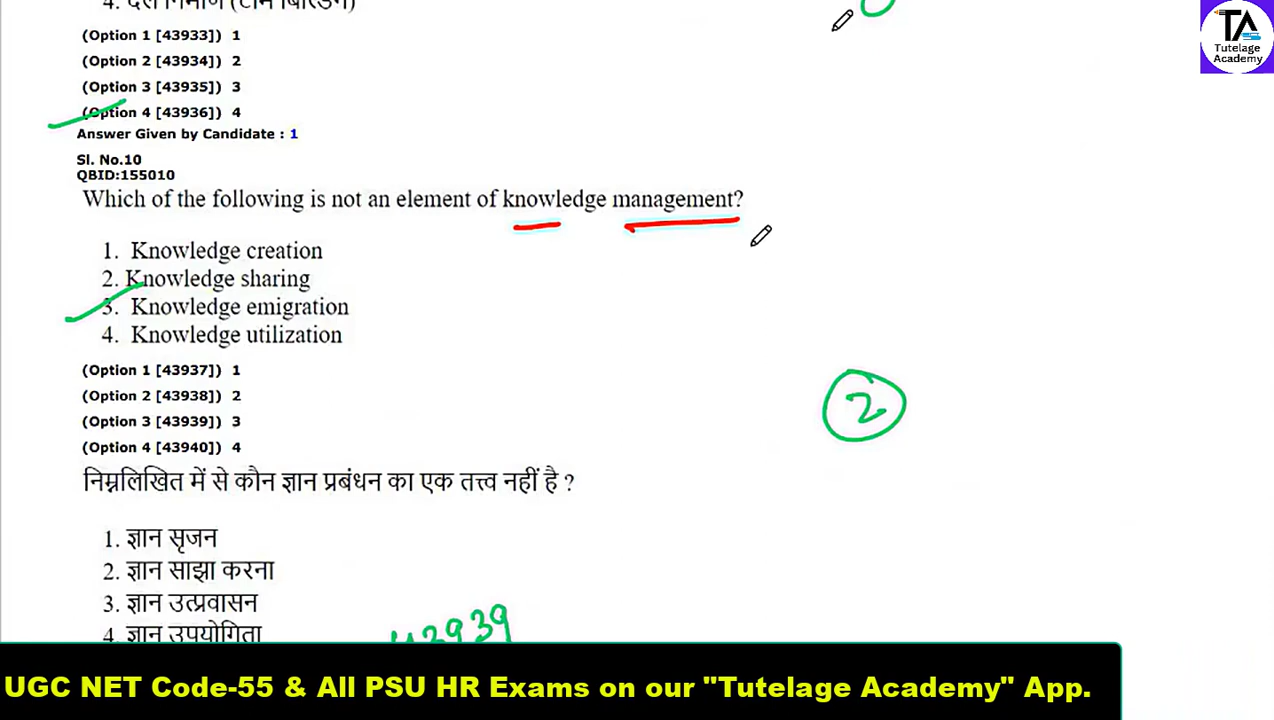 4. दल निर्माण (टीम बिल्डिंग)
(Option 1 [43933]) 1
(Option 2 [43934]) 2
(Option 3 [43935]) 3
(Option 4 [43936]) 4
Answer Given by Candidate : 1
Sl. No.10
QBID:155010
Which of the following is not an element of knowledge management?
1. Knowledge creation
2. Knowledge sharing
3. Knowledge emigration
4. Knowledge utilization
(Option 1 [43937]) 1
(Option 2 [43938]) 2
(Option 3 [43939]) 3
(Option 4 [43940]) 4
2
निम्नलिखित में से कौन ज्ञान प्रबंधन का एक तत्त्व नहीं है ?
1. ज्ञान सृजन
2. ज्ञान साझा करना
3. ज्ञान उत्प्रवासन
4. ज्ञान उपयोगिता
43939
TA
Tutelage
Academy
UGC NET Code-55 & All PSU HR Exams on our "Tutelage Academy" App.